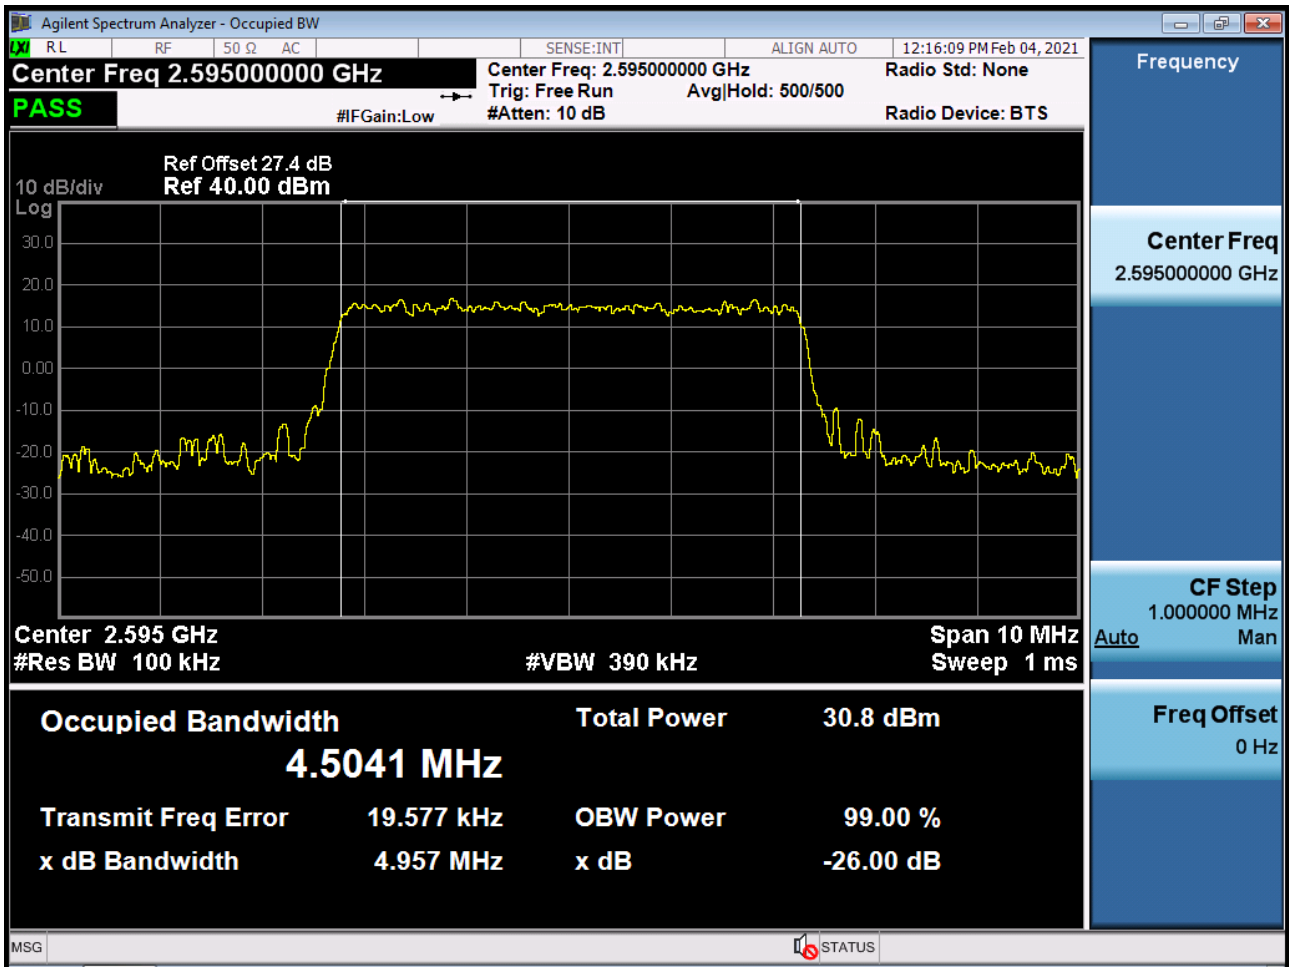 Agilent Spectrum Analyzer - Occupied BW
LXI RL RF 50 Ω AC SENSE:INT ALIGN AUTO 12:16:09 PM Feb 04, 2021
Center Freq 2.595000000 GHz
PASS
#IFGain:Low
Center Freq: 2.595000000 GHz
Trig: Free Run Avg|Hold: 500/500
#Atten: 10 dB
Radio Std: None
Radio Device: BTS
Ref Offset 27.4 dB
10 dB/div Ref 40.00 dBm
Log
30.0
20.0
10.0
0.00
-10.0
-20.0
-30.0
-40.0
-50.0
Center 2.595 GHz Span 10 MHz
#Res BW 100 kHz #VBW 390 kHz Sweep 1 ms
Occupied Bandwidth Total Power 30.8 dBm
4.5041 MHz
Transmit Freq Error 19.577 kHz OBW Power 99.00 %
x dB Bandwidth 4.957 MHz x dB -26.00 dB
MSG STATUS
Frequency
Center Freq
2.595000000 GHz
CF Step
1.000000 MHz
Auto Man
Freq Offset
0 Hz